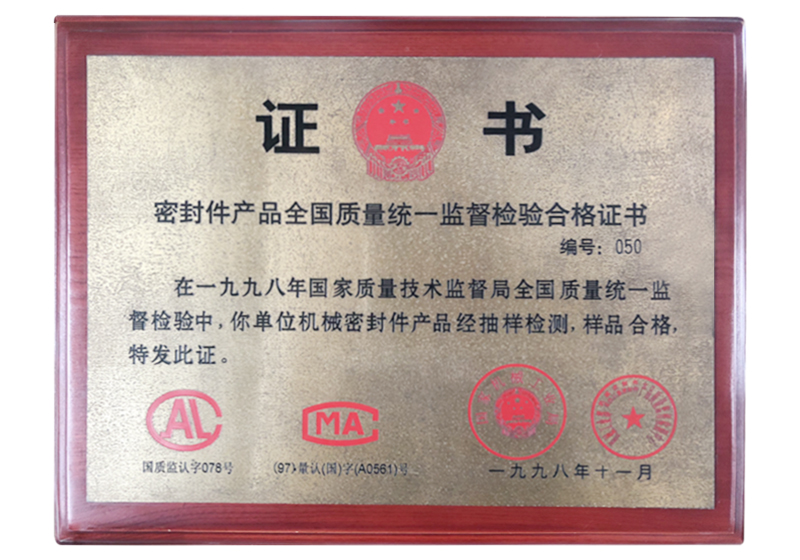 证 书
密封件产品全国质量统一监督检验合格证书
编号：050
在一九九八年国家质量技术监督局全国质量统一监
督检验中，你单位机械密封件产品经抽样检测，样品合格，
特发此证。
CAL
CMA
国质监认字078号
(97)量认(国)字(A0561)号
一九九八年十一月